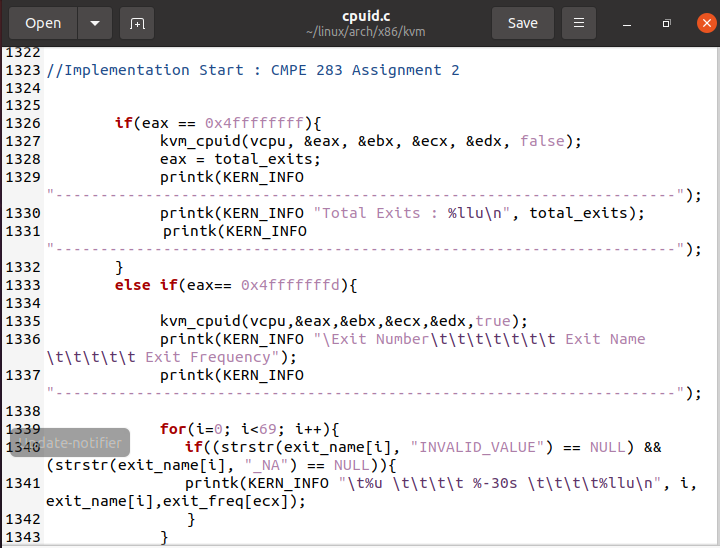 Open
cpuid.c
~/linux/arch/x86/kvm
Save
1322
1323 //Implementation Start : CMPE 283 Assignment 2
1324
1325
1326 if(eax == 0x4ffffffff){
1327 kvm_cpuid(vcpu, &eax, &ebx, &ecx, &edx, false);
1328 eax = total_exits;
1329 printk(KERN_INFO
"---------------------------------------------------------------------");
1330 printk(KERN_INFO "Total Exits : %llu\n", total_exits);
1331 printk(KERN_INFO
"---------------------------------------------------------------------");
1332 }
1333 else if(eax== 0x4fffffffd){
1334
1335 kvm_cpuid(vcpu,&eax,&ebx,&ecx,&edx,true);
1336 printk(KERN_INFO "\Exit Number\t\t\t\t\t\t\t Exit Name
\t\t\t\t\t Exit Frequency");
1337 printk(KERN_INFO
"---------------------------------------------------------------------");
1338
1339 for(i=0; i<69; i++){
Update-notifier
1340 if((strstr(exit_name[i], "INVALID_VALUE") == NULL) &&
(strstr(exit_name[i], "_NA") == NULL)){
1341 printk(KERN_INFO "\t%u \t\t\t\t %-30s \t\t\t\t%llu\n", i,
exit_name[i],exit_freq[ecx]);
1342 }
1343 }